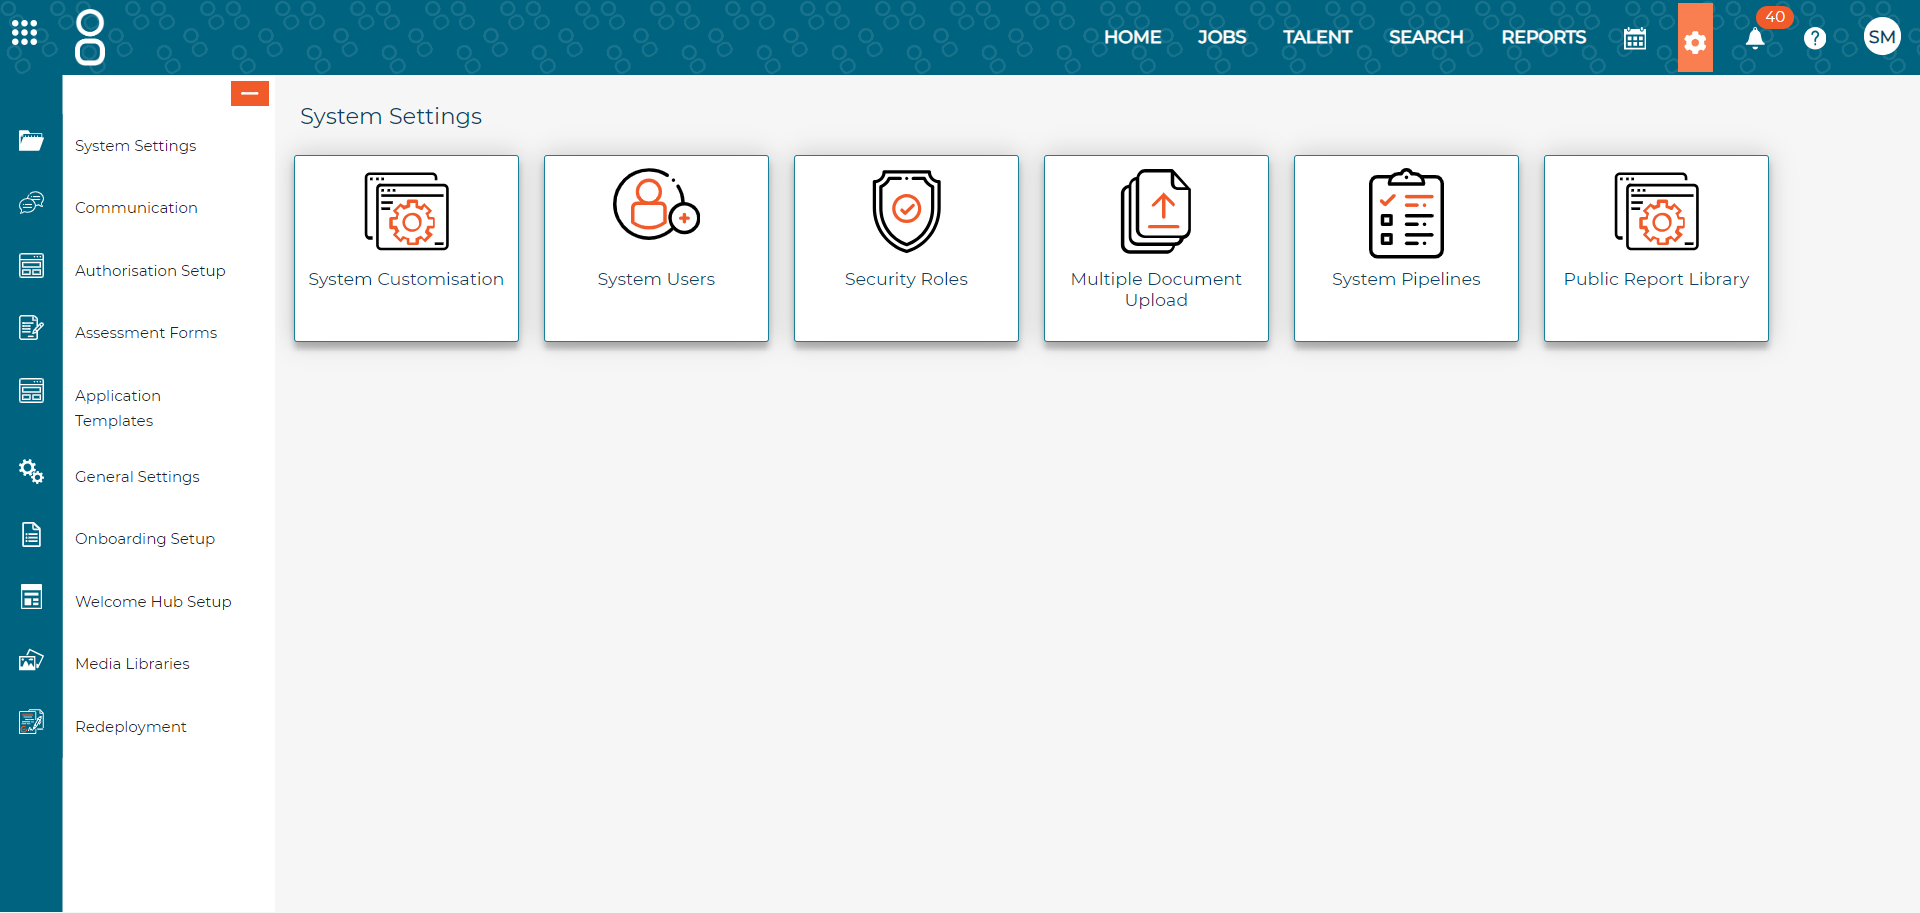 HOME JOBS TALENT SEARCH REPORTS 40 SM
System Settings
Communication
Authorisation Setup
Assessment Forms
Application
Templates
General Settings
Onboarding Setup
Welcome Hub Setup
Media Libraries
Redeployment
System Settings
System Customisation
System Users
Security Roles
Multiple Document
Upload
System Pipelines
Public Report Library